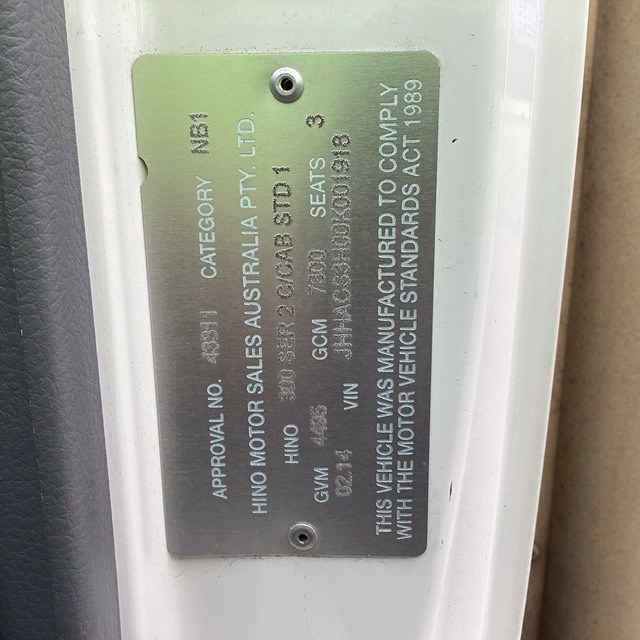 APPROVAL NO. 43911 CATEGORY NB1
HINO MOTOR SALES AUSTRALIA PTY. LTD.
HINO 300 SER 2 C/CAB STD 1
GVM 4495 GCM SEATS 3
02.14 VIN
THIS VEHICLE WAS MANUFACTURED TO COMPLY
WITH THE MOTOR VEHICLE STANDARDS ACT 1989